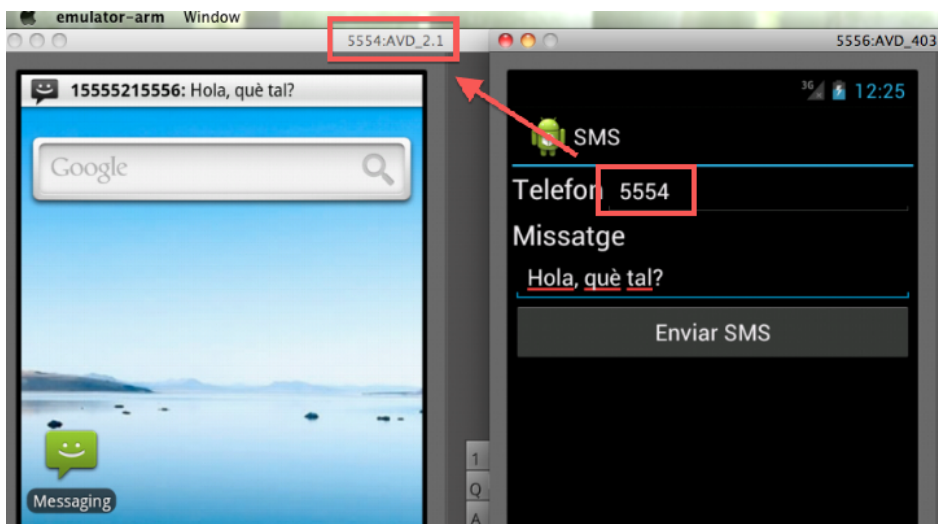 emulator-arm Window
5554:AVD_2.1
15555215556: Hola, què tal?
Google
Messaging
1
Q
A
5556:AVD_403
3G 12:25
SMS
Telefon 5554
Missatge
Hola, què tal?
Enviar SMS